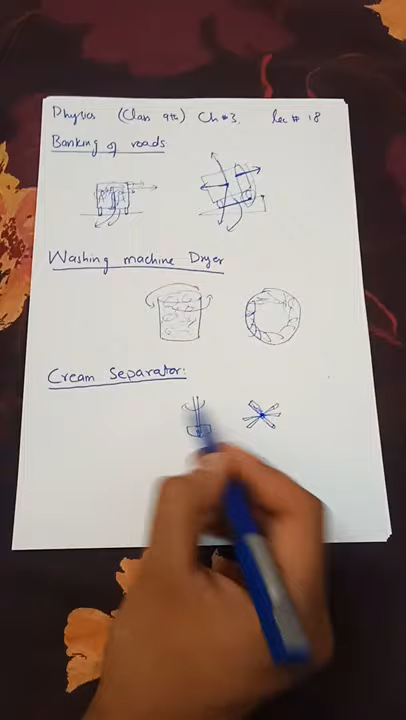 Physics (Class 9th) Ch #3. Lec # 18
Banking of roads
Washing machine Dryer
Cream Separator: